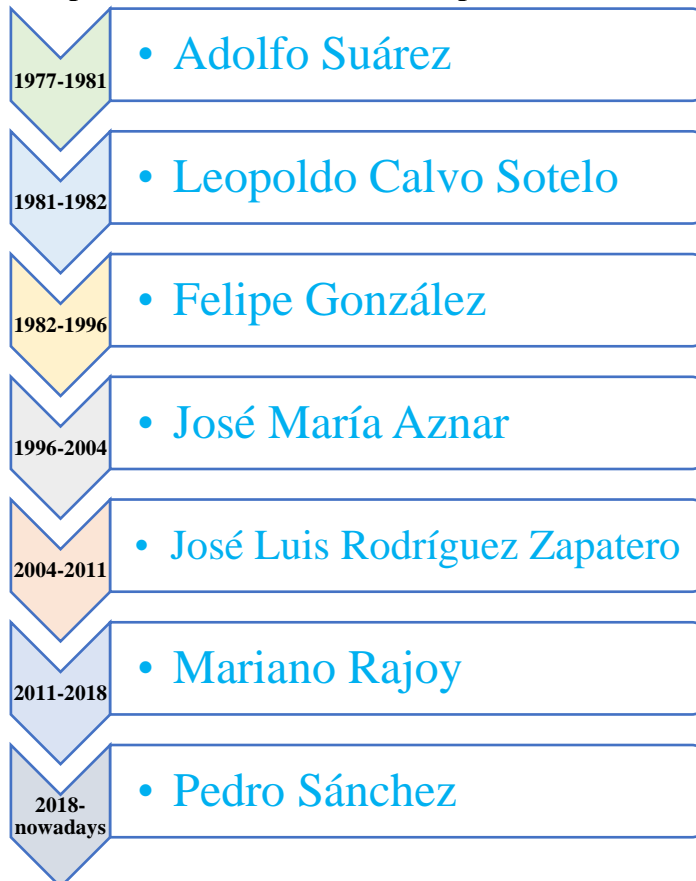 1977-1981
• Adolfo Suárez
1981-1982
• Leopoldo Calvo Sotelo
1982-1996
• Felipe González
1996-2004
• José María Aznar
2004-2011
• José Luis Rodríguez Zapatero
2011-2018
• Mariano Rajoy
2018-
nowadays
• Pedro Sánchez